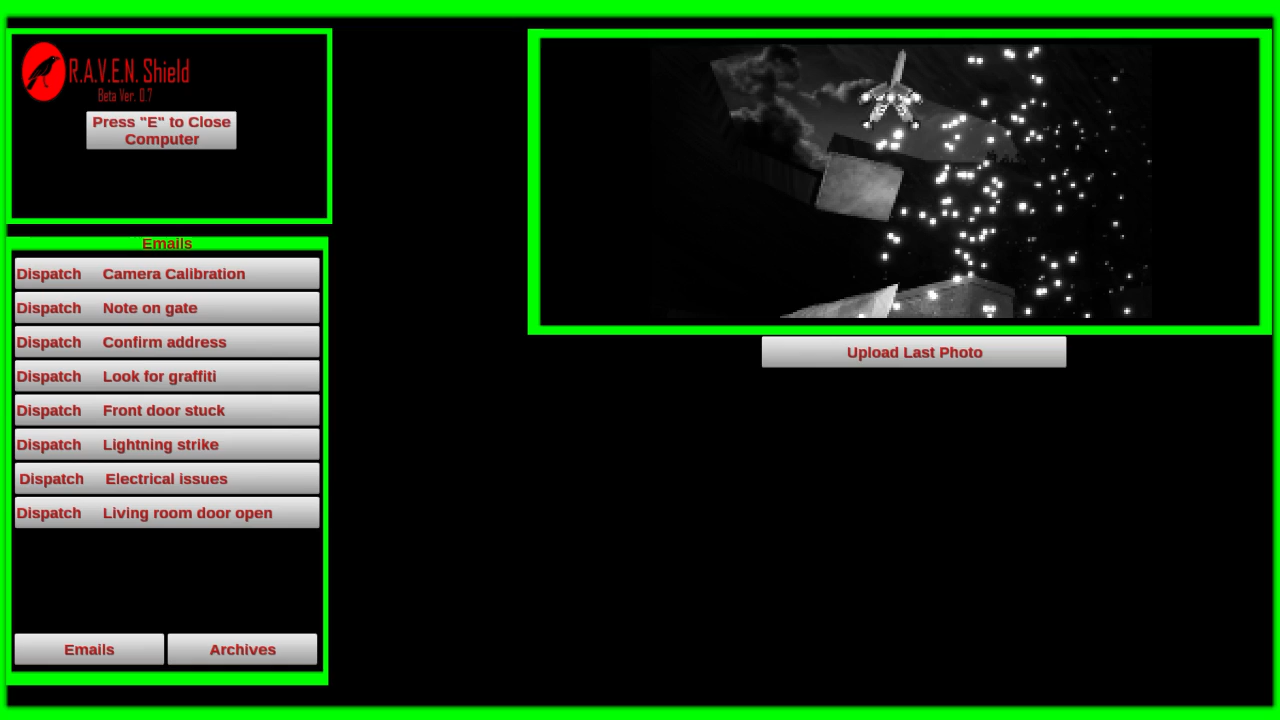 R.A.V.E.N. Shield
Beta Ver. 0.7
Press "E" to Close
Computer
Emails
Dispatch Camera Calibration
Dispatch Note on gate
Dispatch Confirm address
Dispatch Look for graffiti
Dispatch Front door stuck
Dispatch Lightning strike
Dispatch Electrical issues
Dispatch Living room door open
Emails Archives
Upload Last Photo